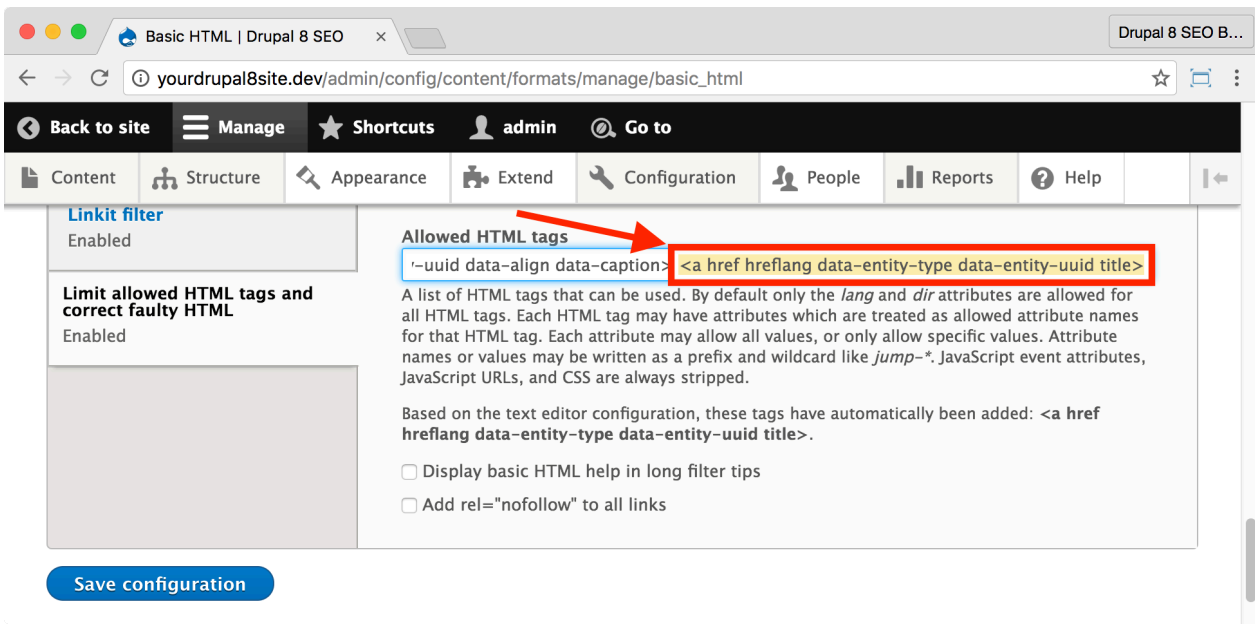 Basic HTML | Drupal 8 SEO
Drupal 8 SEO B...
yourdrupal8site.dev/admin/config/content/formats/manage/basic_html
Back to site Manage Shortcuts admin Go to
Content Structure Appearance Extend Configuration People Reports Help
Linkit filter
Enabled
Limit allowed HTML tags and
correct faulty HTML
Enabled
Allowed HTML tags
-uuid data-align data-caption> <a href hreflang data-entity-type data-entity-uuid title>
A list of HTML tags that can be used. By default only the lang and dir attributes are allowed for
all HTML tags. Each HTML tag may have attributes which are treated as allowed attribute names
for that HTML tag. Each attribute may allow all values, or only allow specific values. Attribute
names or values may be written as a prefix and wildcard like jump-*. JavaScript event attributes,
JavaScript URLs, and CSS are always stripped.
Based on the text editor configuration, these tags have automatically been added: <a href
hreflang data-entity-type data-entity-uuid title>.
Display basic HTML help in long filter tips
Add rel="nofollow" to all links
Save configuration